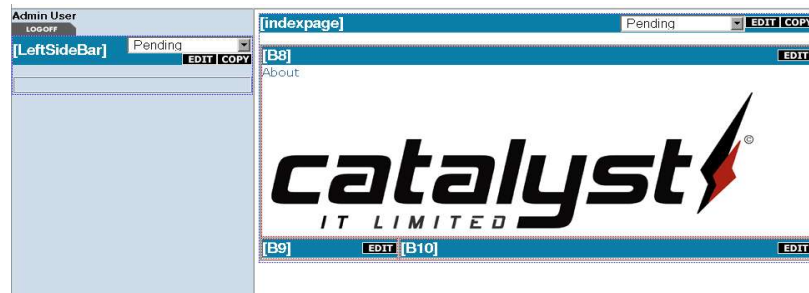 Admin User
LOGOFF
[LeftSideBar]
Pending
EDIT COPY
[indexpage]
Pending
EDIT COPY
[B8]
EDIT
About
catalyst
©
IT LIMITED
[B9]
EDIT
[B10]
EDIT